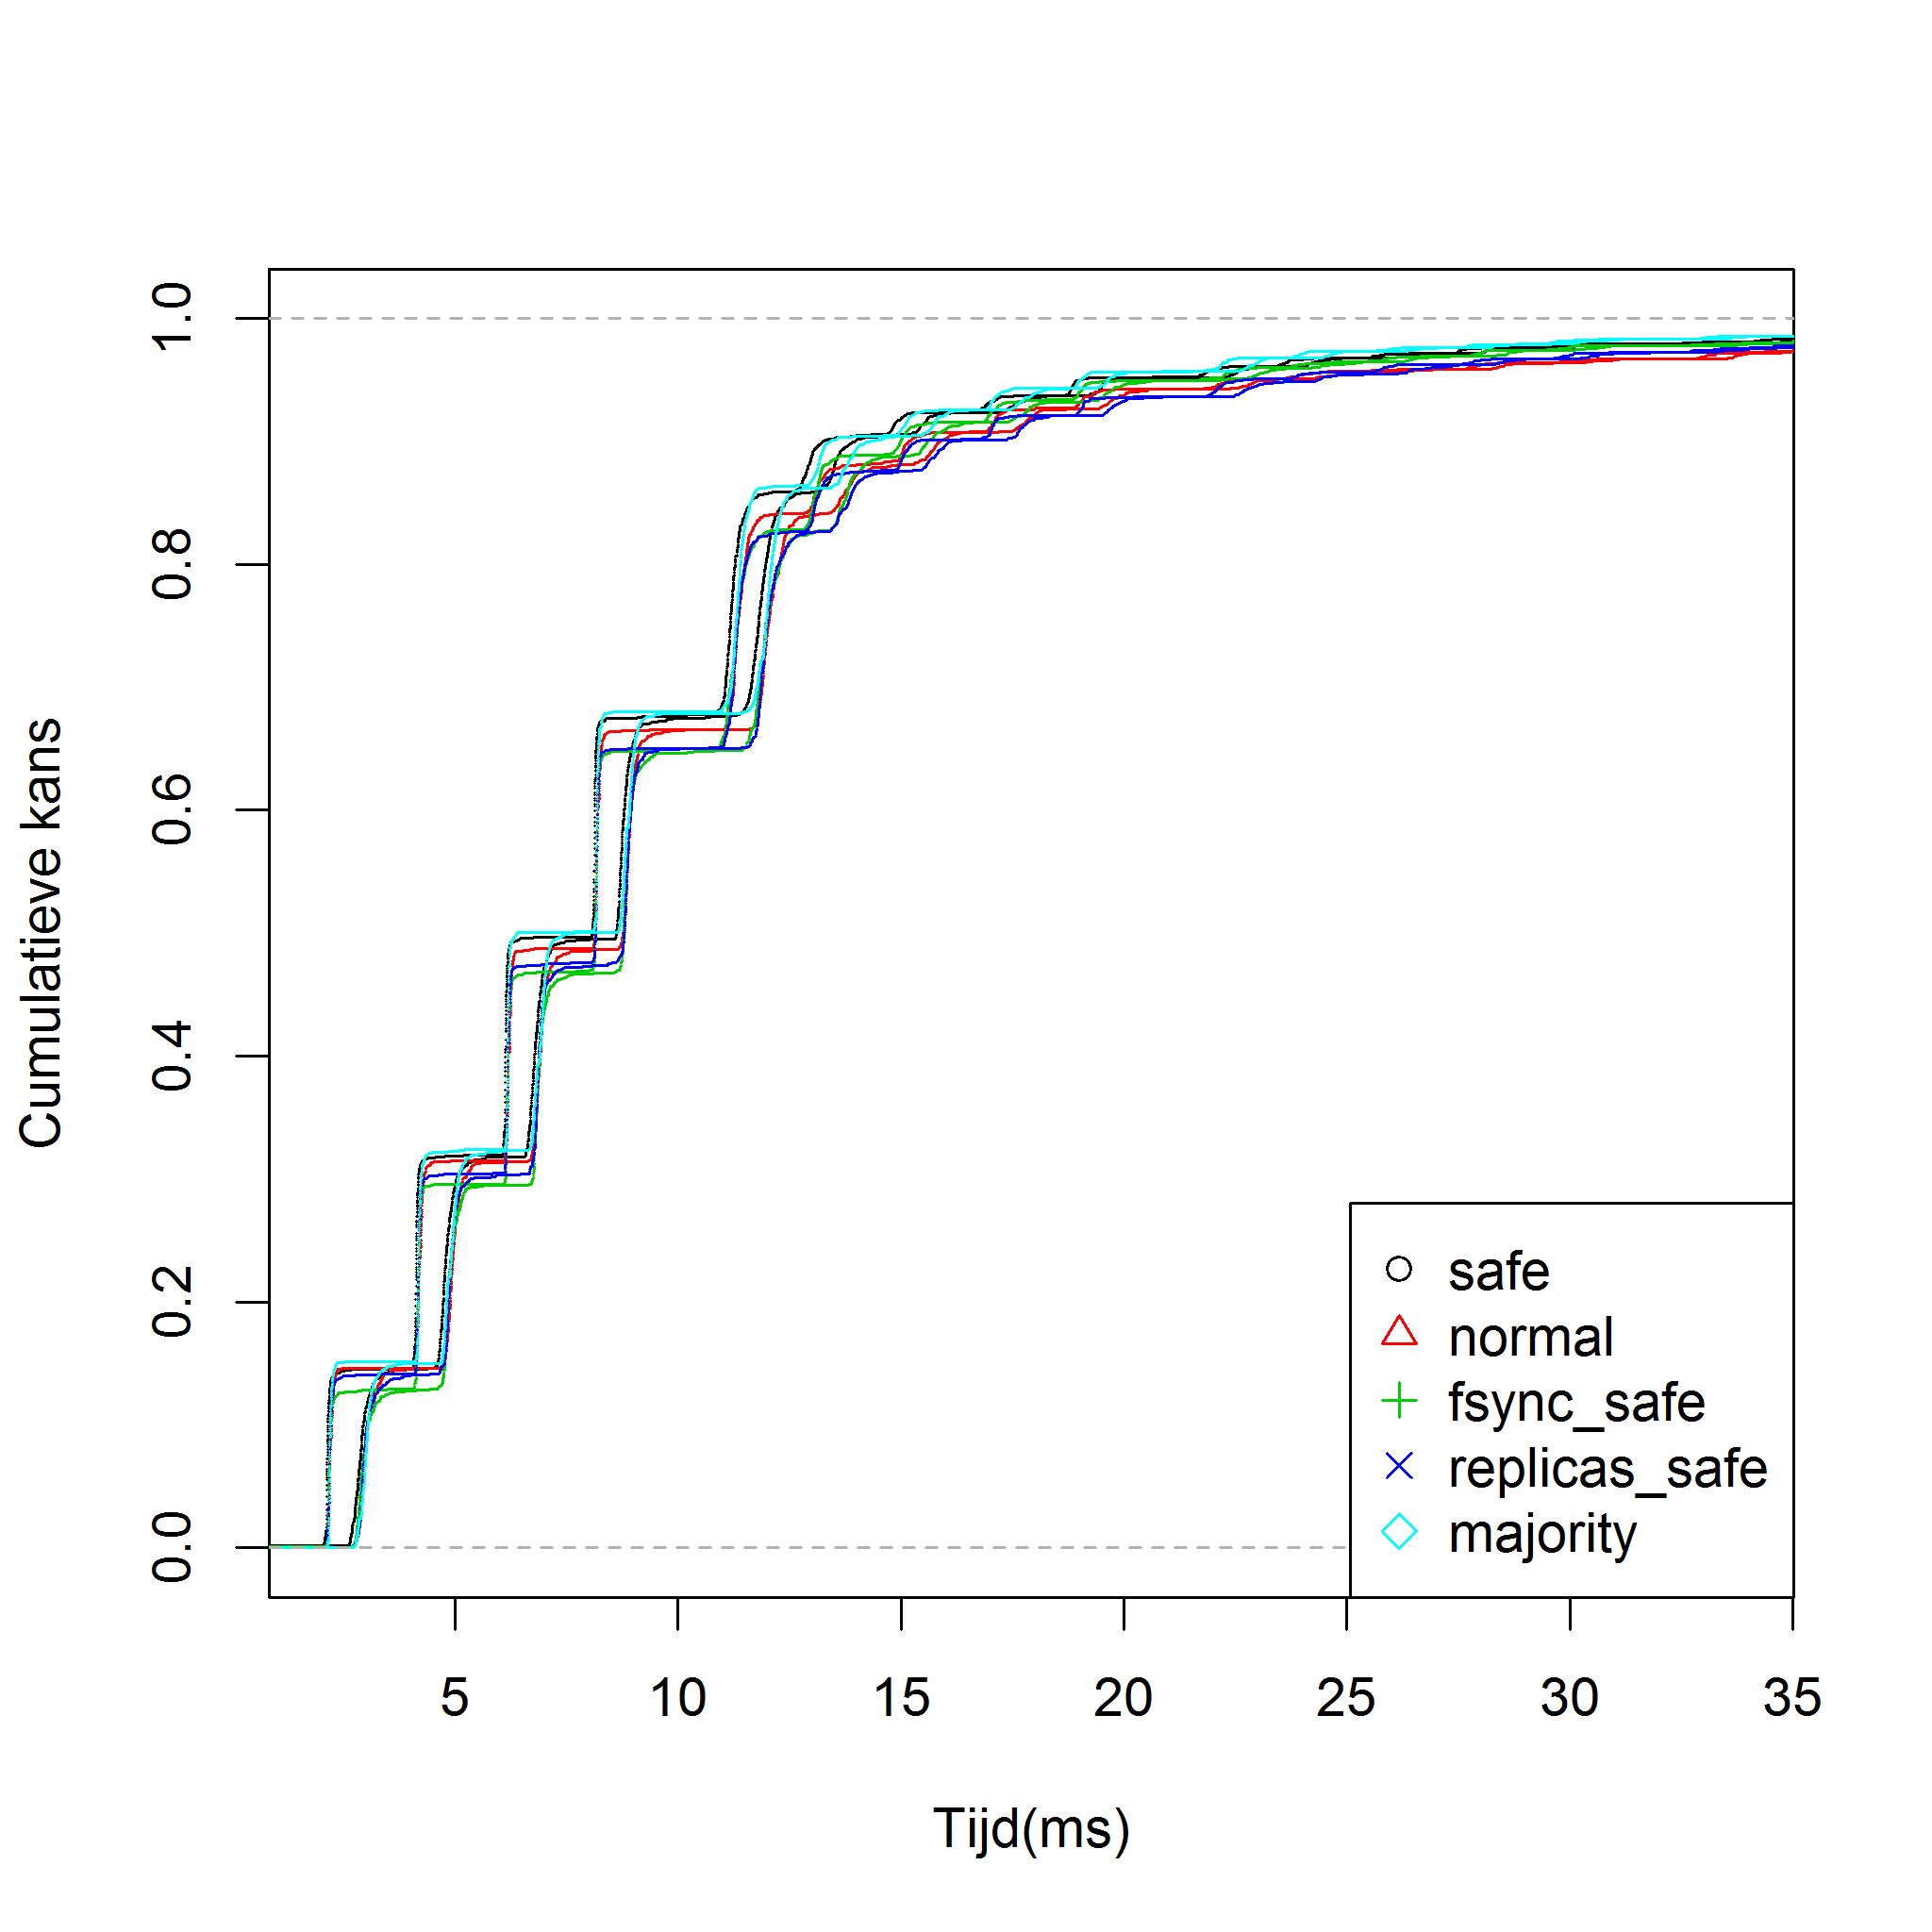 Cumulatieve kans
1.0
0.8
0.6
0.4
0.2
0.0
safe
normal
fsync_safe
replicas_safe
majority
5 10 15 20 25 30 35
Tijd(ms)